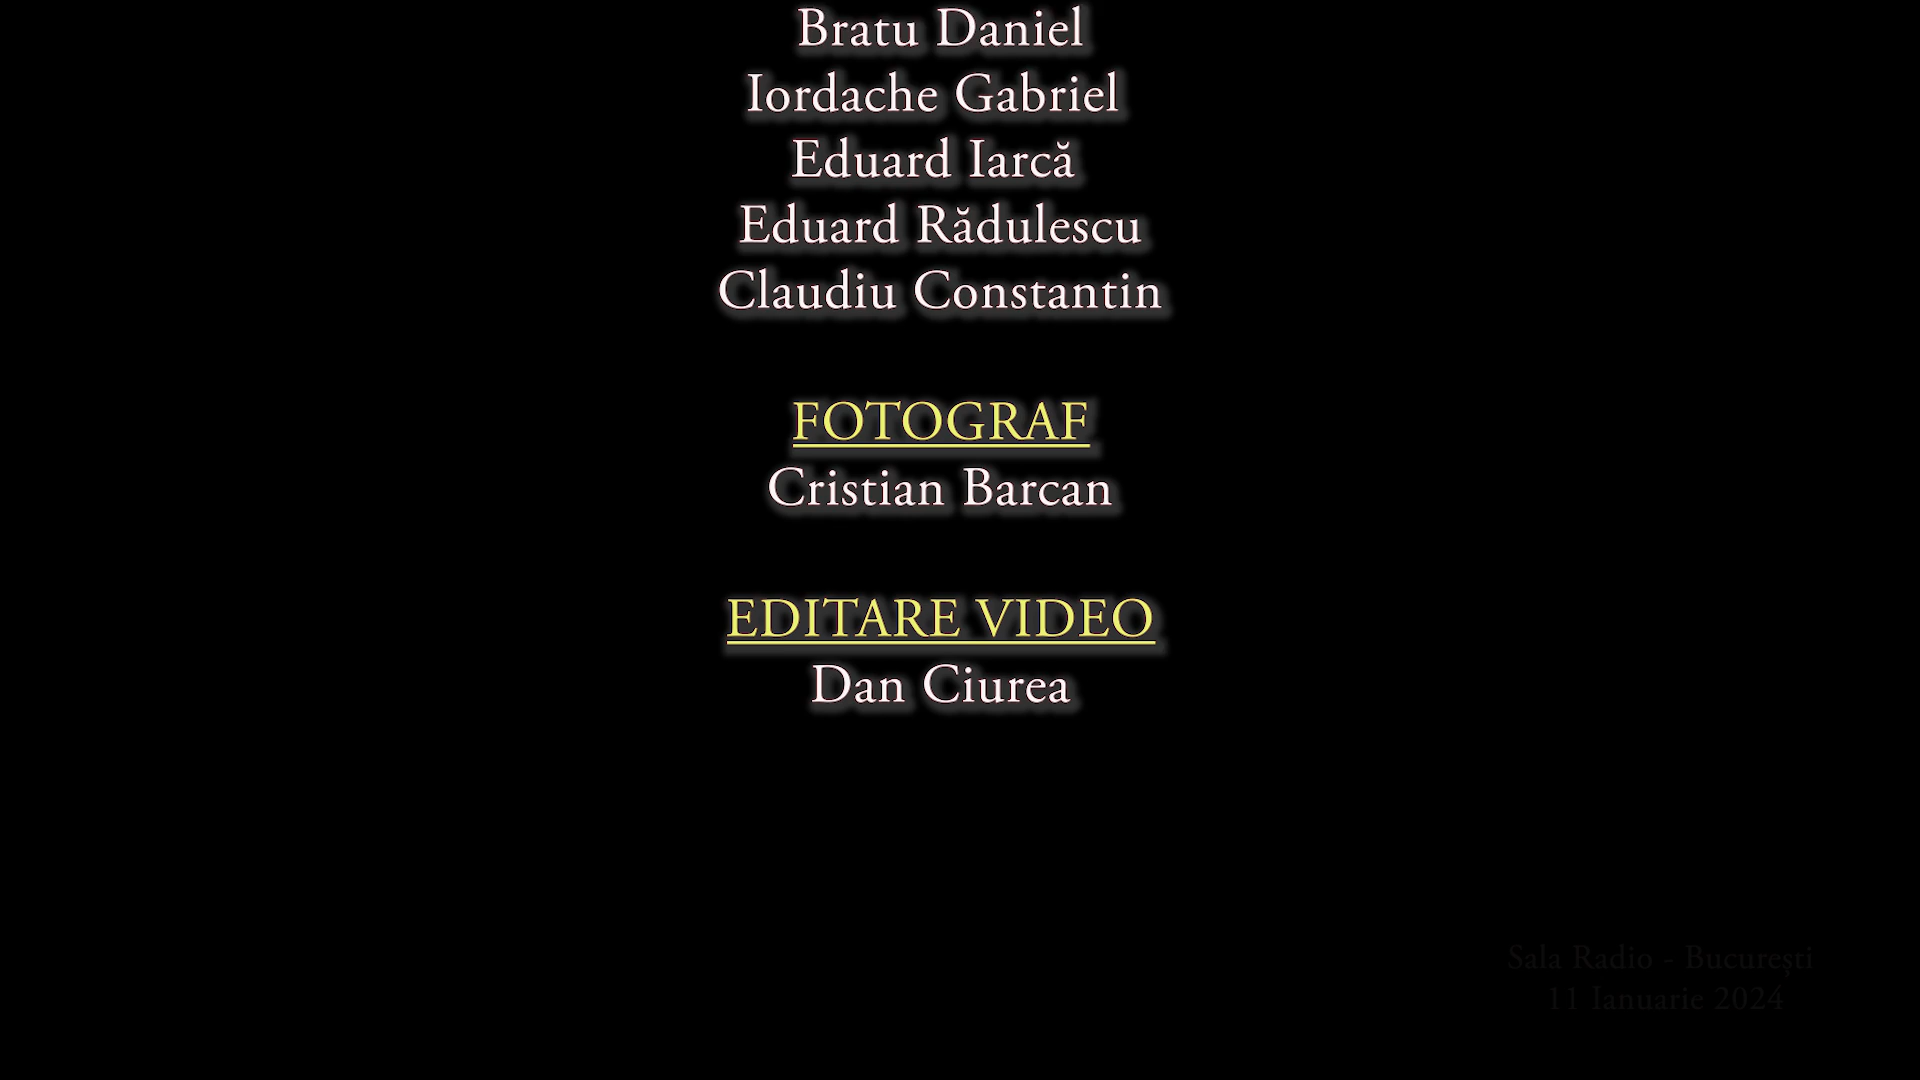 Bratu Daniel
Iordache Gabriel
Eduard Iarcă
Eduard Rădulescu
Claudiu Constantin
FOTOGRAF
Cristian Barcan
EDITARE VIDEO
Dan Ciurea
Sala Radio - București
11 Ianuarie 2024